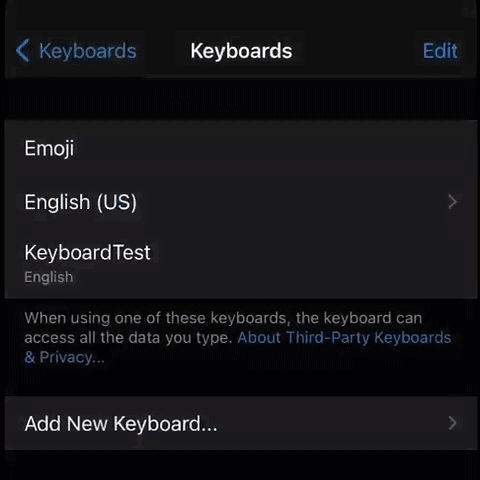 Keyboards
Keyboards
Edit
Emoji
English (US)
KeyboardTest
English
When using one of these keyboards, the keyboard can
access all the data you type. About Third-Party Keyboards
& Privacy...
Add New Keyboard...